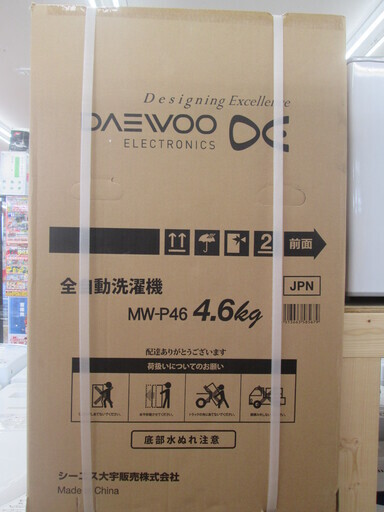 Designing Excellence
DAEWOO
ELECTRONICS
2
前面
全自動洗濯機
JPN
MW-P46 4.6kg
配達ありがとうございます
荷扱いについてのお願い
底部水ぬれ注意
シーエス大宇販売株式会社
Made in China